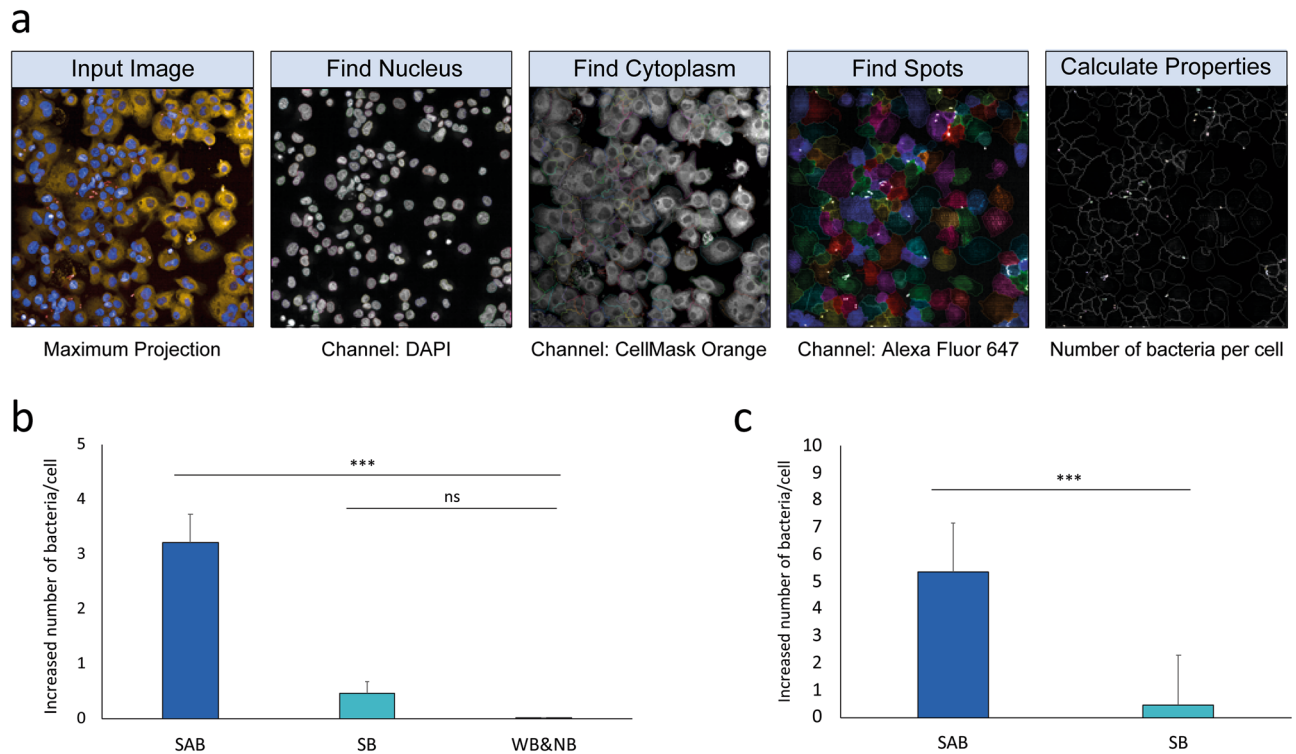 a
Input Image
Find Nucleus
Find Cytoplasm
Find Spots
Calculate Properties
Maximum Projection
Channel: DAPI
Channel: CellMask Orange
Channel: Alexa Fluor 647
Number of bacteria per cell
b
Increased number of bacteria/cell
5
4
3
2
1
0
***
ns
SAB
SB
WB&NB
c
Increased number of bacteria/cell
10
9
8
7
6
5
4
3
2
1
0
***
SAB
SB